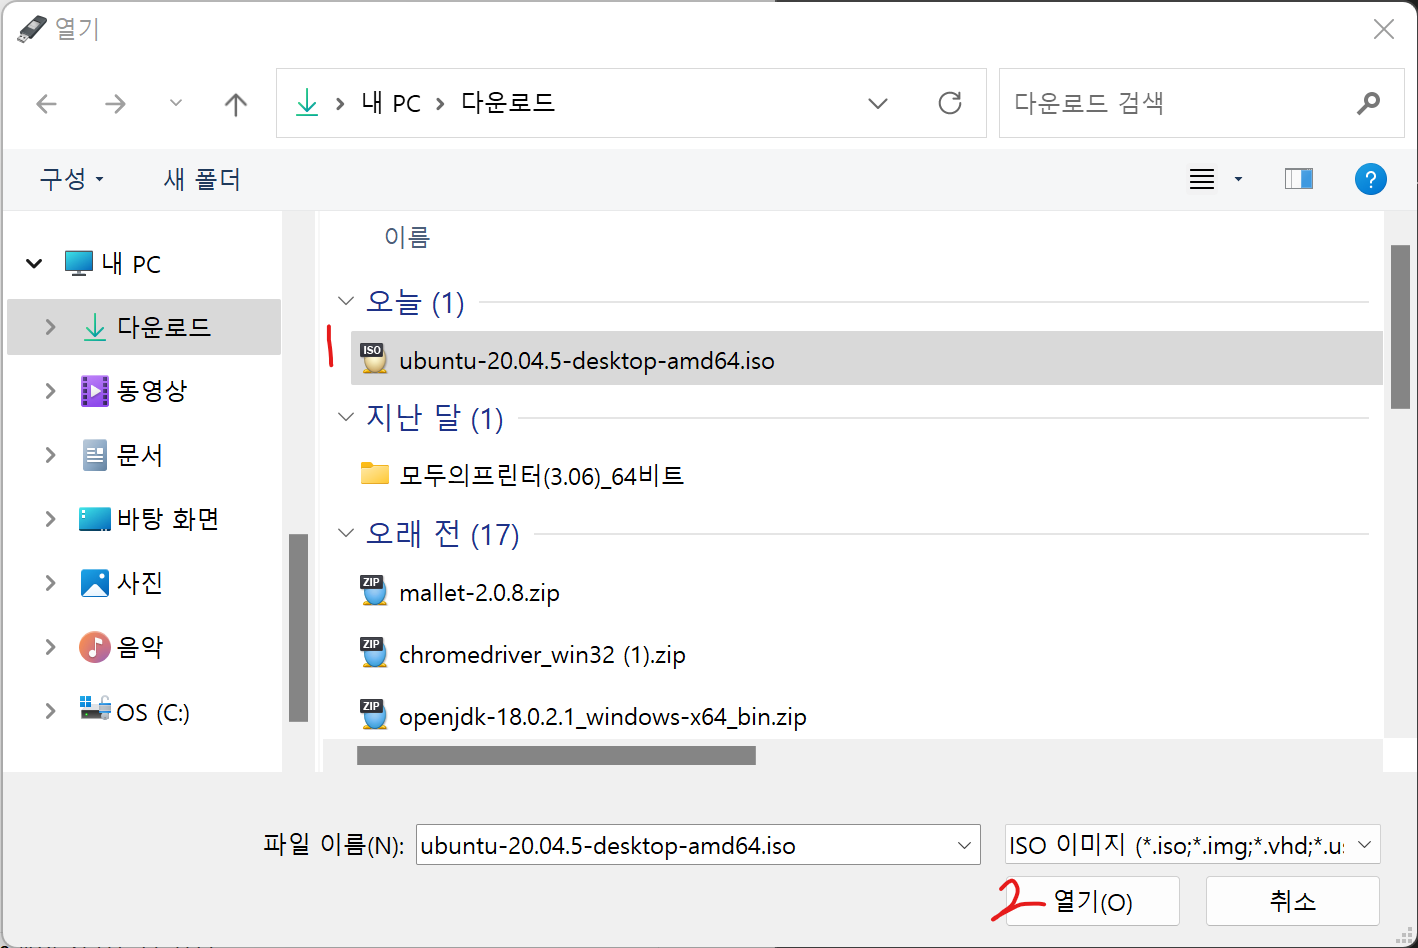 열기
내 PC 다운로드
다운로드 검색
구성 새 폴더
?
내 PC
다운로드
동영상
문서
바탕 화면
사진
음악
OS (C:)
이름
오늘 (1)
1
ISO ubuntu-20.04.5-desktop-amd64.iso
지난 달 (1)
모두의프린터(3.06)_64비트
오래 전 (17)
ZIP mallet-2.0.8.zip
ZIP chromedriver_win32 (1).zip
ZIP openjdk-18.0.2.1_windows-x64_bin.zip
파일 이름(N): ubuntu-20.04.5-desktop-amd64.iso ISO 이미지 (*.iso;*.img;*.vhd;*.u
2 열기(O) 취소